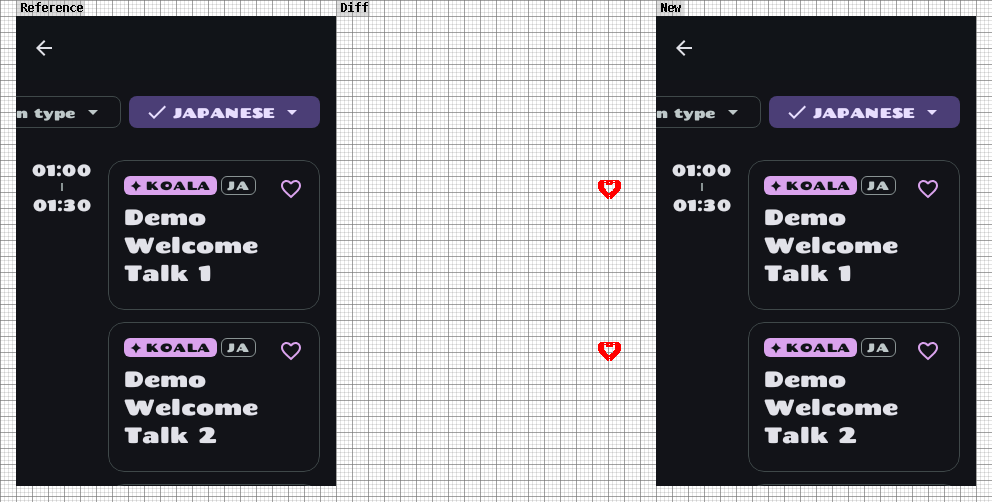 Reference
Diff
New
n type
JAPANESE
01:00
01:30
KOALA JA
Demo
Welcome
Talk 1
KOALA JA
Demo
Welcome
Talk 2
n type
JAPANESE
01:00
01:30
KOALA JA
Demo
Welcome
Talk 1
KOALA JA
Demo
Welcome
Talk 2